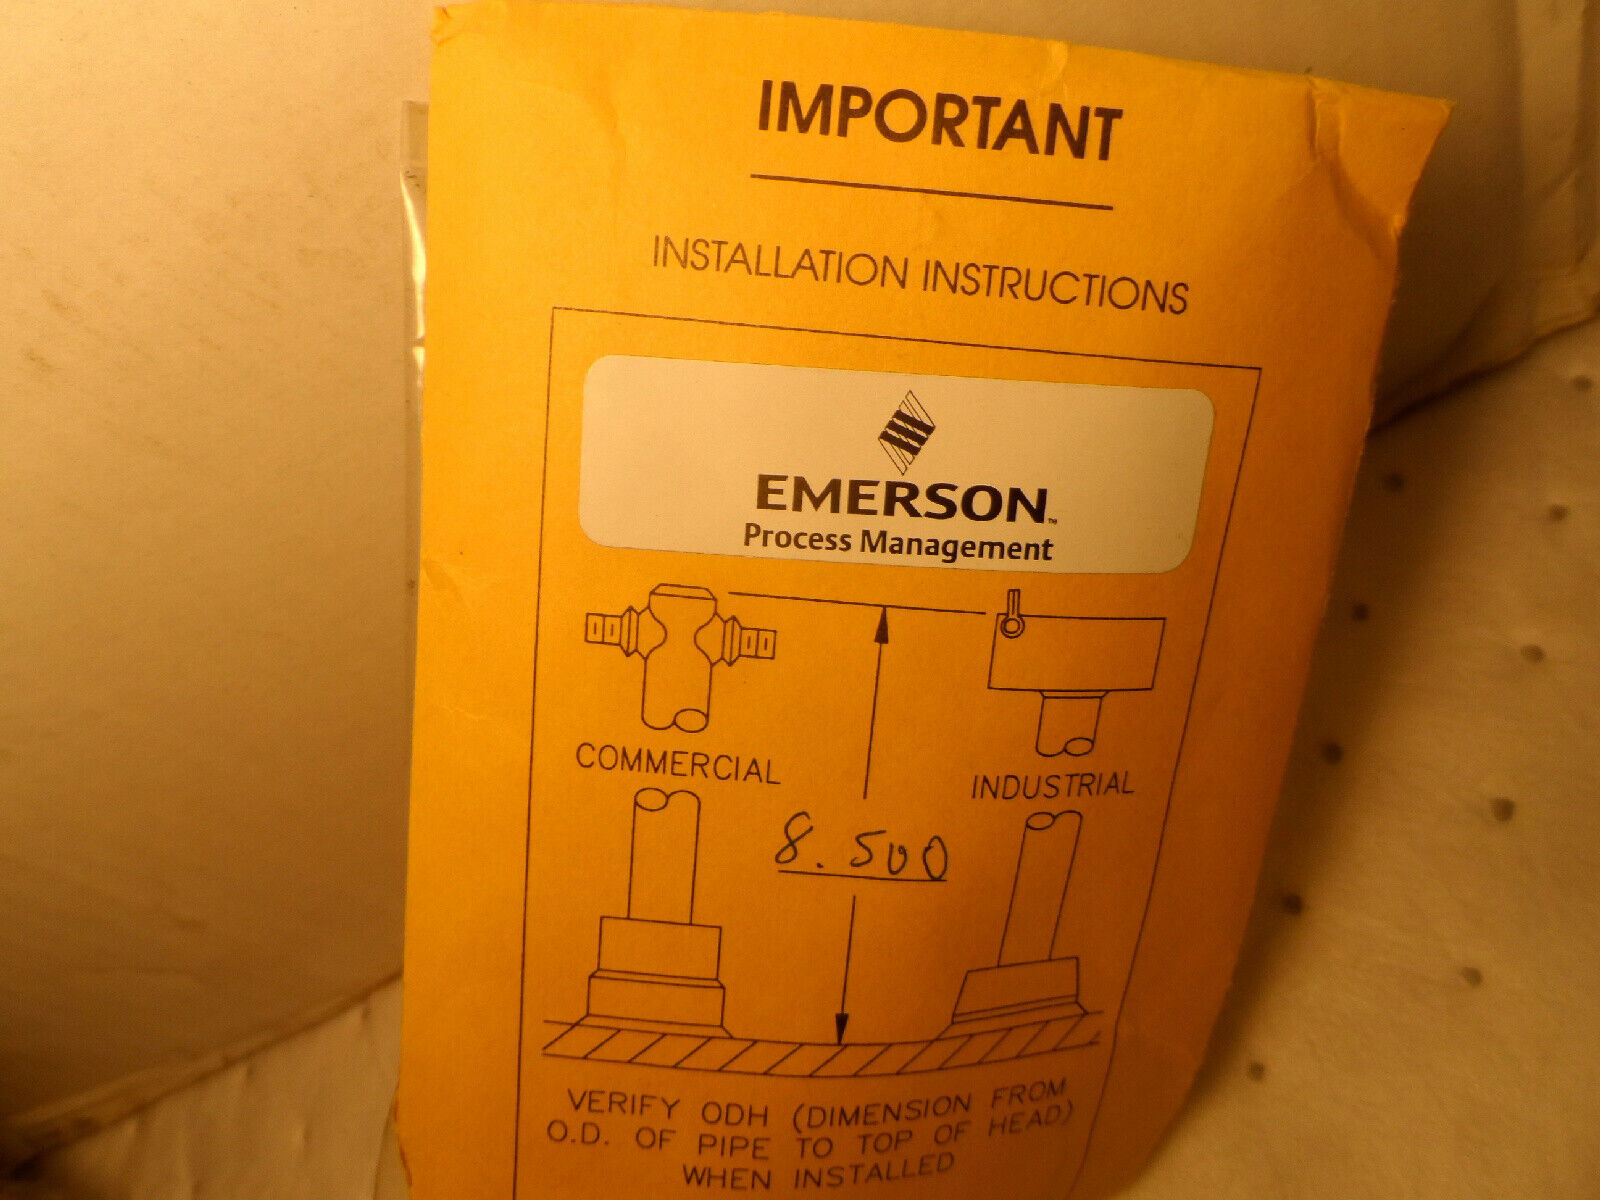 IMPORTANT
INSTALLATION INSTRUCTIONS
EMERSON™
Process Management
COMMERCIAL
INDUSTRIAL
8.500
VERIFY ODH (DIMENSION FROM
O.D. OF PIPE TO TOP OF HEAD)
WHEN INSTALLED